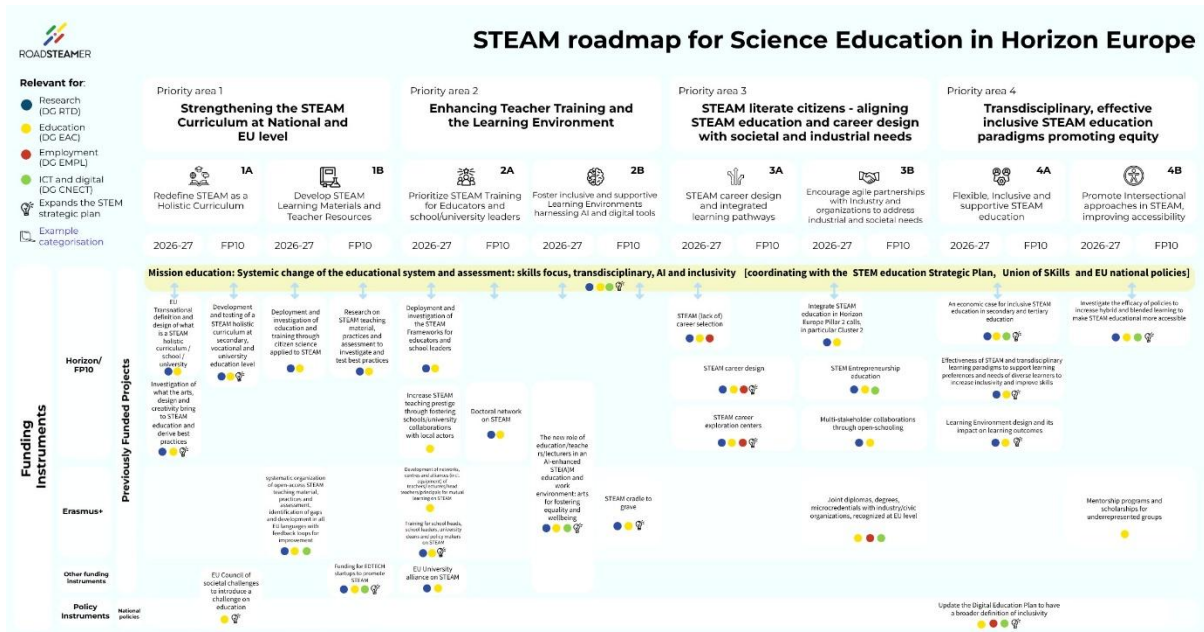 STEAM roadmap for Science Education in Horizon Europe
ROADSTEAMER
Relevant for:
Research
(DG RTD)
Education
(DG EAC)
Employment
(DG EMPL)
ICT and digital
(DG CNECT)
Expands the STEM
strategic plan
Example
categorisation
Priority area 1
Strengthening the STEAM
Curriculum at National and
EU level
Priority area 2
Enhancing Teacher Training and
the Learning Environment
Priority area 3
STEAM literate citizens - aligning
STEAM education and career design
with societal and industrial needs
Priority area 4
Transdisciplinary, effective
inclusive STEAM education
paradigms promoting equity
1A
Redefine STEAM as a
Holistic Curriculum
1B
Develop STEAM
Learning Materials and
Teacher Resources
2A
Prioritize STEAM Training
for Educators and
school/university leaders
2B
Foster inclusive and supportive
Learning Environments
harnessing AI and digital tools
3A
STEAM career design
and integrated
learning pathways
3B
Encourage agile partnerships
with Industry and
organizations to address
industrial and societal needs
4A
Flexible, Inclusive and
supportive STEAM
education
4B
Promote Intersectional
approaches in STEAM,
improving accessibility
2026-27 FP10 2026-27 FP10 2026-27 FP10 2026-27 FP10 2026-27 FP10 2026-27 FP10 2026-27 FP10 2026-27 FP10
Mission education: Systemic change of the educational system and assessment: skills focus, transdisciplinary, AI and inclusivity [coordinating with the STEM education Strategic Plan, Union of SKills and EU national policies]
Funding
Instruments
Previously Funded Projects
Horizon/
FP10
EU
Transnational
definition and
design of what
is a STEAM
holistic
curriculum /
school /
university
Investigation of
what the arts,
design and
creativity bring
to STEAM
education and
derive best
practices
Development
and testing of a
STEAM holistic
curriculum at
secondary,
vocational and
university
education level
Deployment and
investigation of
education and
training through
citizen science
applied to STEAM
Research on
STEAM teaching
material,
practices and
assessment to
investigate and
test best practices
Deployment and
investigation of
the STEAM
Frameworks for
educators and
school leaders
Increase STEAM
teaching prestige
through fostering
schools/university
collaborations
with local actors
Doctoral network
on STEAM
The new role of
education/teache
rs/lecturers in an
AI-enhanced
STE(A)M
education and
work
environment: arts
for fostering
equality and
wellbeing
STEAM (lack of)
career selection
STEAM career design
STEAM career
exploration centers
Integrate STEAM
education in Horizon
Europe Pillar 2 calls,
in particular Cluster 2
STEM Entrepreneurship
education
Multi-stakeholder collaborations
through open-schooling
An economic case for inclusive STEAM
education in secondary and tertiary
education
Effectiveness of STEAM and transdisciplinary
learning paradigms to support learning
preferences and needs of diverse learners to
increase inclusivity and improve skills
Learning Environment design and its
impact on learning outcomes.
Investigate the efficacy of policies to
increase hybrid and blended learning to
make STEAM educational more accessible
Erasmus+
systematic organization
of open-access STEAM
teaching material,
practices and
assessment,
identification of gaps
and development in all
EU languages with
feedback loops for
improvement
Development of networks,
centres and alliances (incl.
equipment) of
teachers/lecturers/head
teachers/principals for mutual
learning on STEAM
Training for school heads,
school leaders, university
deans and policy makers
on STEAM
STEAM cradle to
grave
Joint diplomas, degrees,
microcredentials with
industry/civic
organizations, recognized
at EU level
Mentorship programs and
scholarships for
underrepresented groups
Other funding
instruments
EU Council of
societal challenges
to introduce a
challenge on
education
Funding for EDTECH
startups to promote
STEAM
EU University
alliance on STEAM
Policy
Instruments
National
policies
Update the Digital Education Plan to have
a broader definition of inclusivity